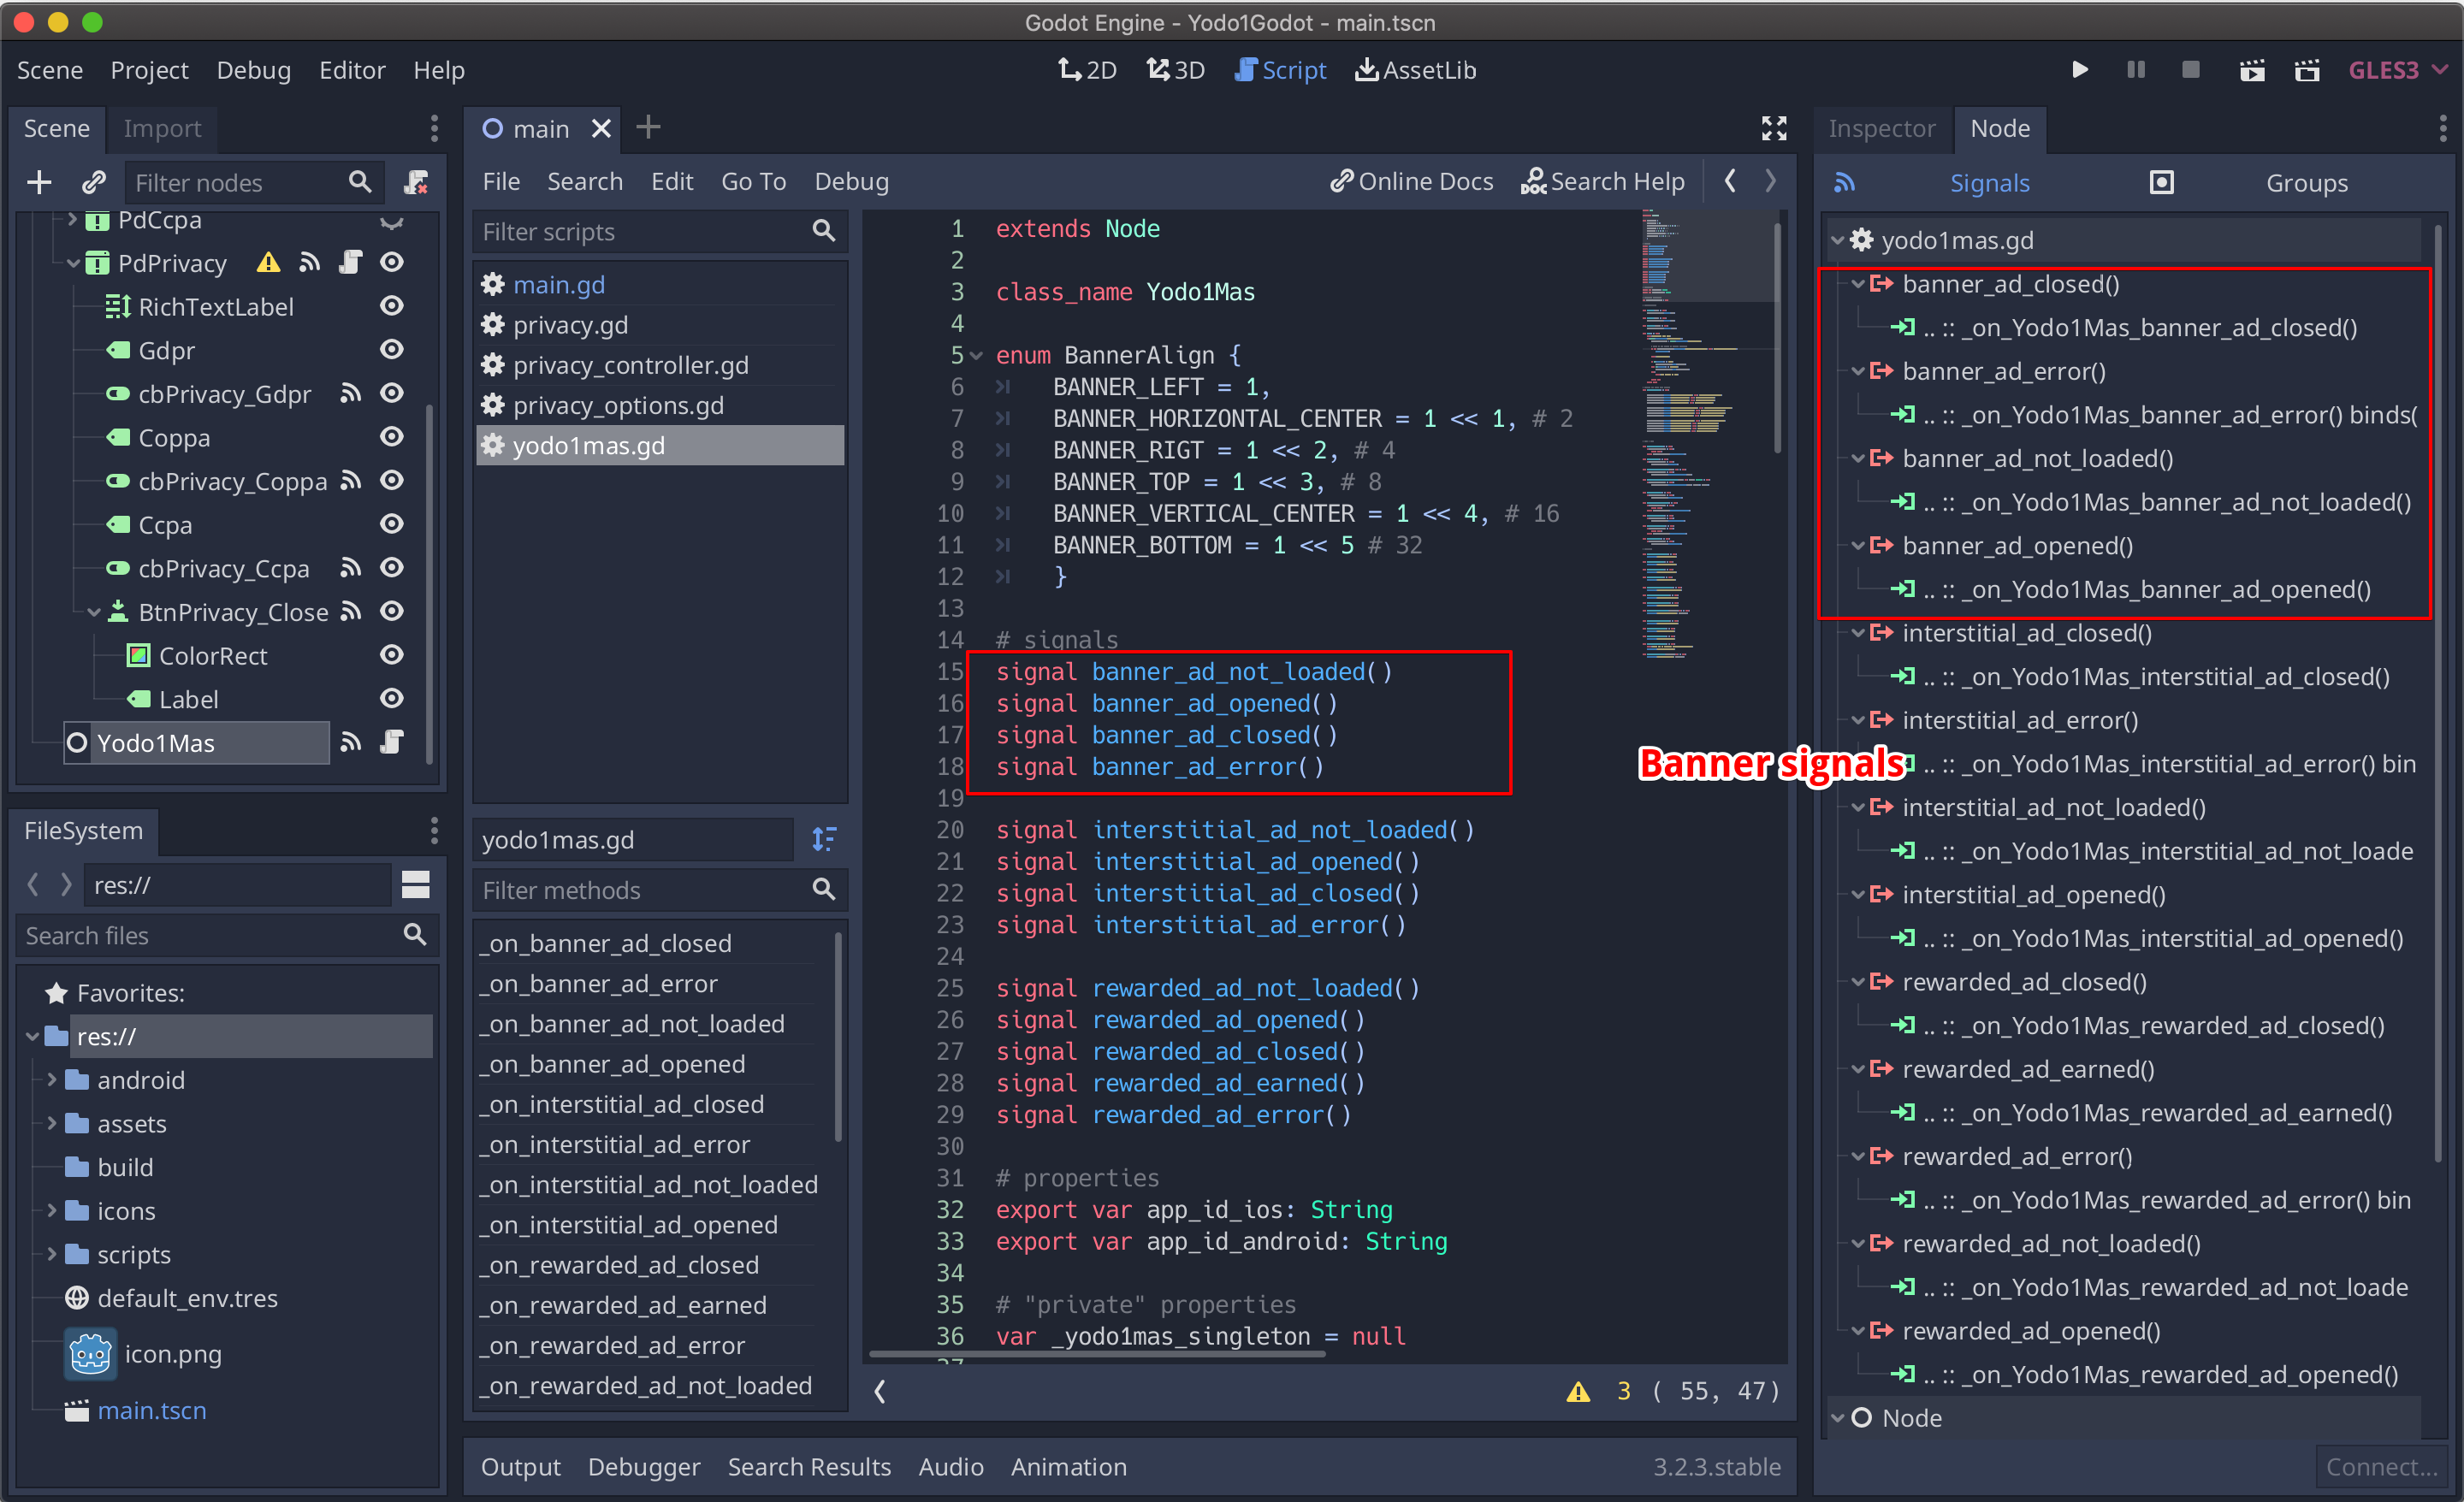 Godot Engine - Yodo1Godot - main.tscn
Scene Project Debug Editor Help
2D 3D Script AssetLib
GLES3
Scene Import
Filter nodes
PdCcpa
PdPrivacy
RichTextLabel
Gdpr
cbPrivacy_Gdpr
Coppa
cbPrivacy_Coppa
Ccpa
cbPrivacy_Ccpa
BtnPrivacy_Close
ColorRect
Label
Yodo1Mas
FileSystem
res://
Search files
Favorites:
res://
android
assets
build
icons
scripts
default_env.tres
icon.png
main.tscn
main
File Search Edit Go To Debug
Online Docs Search Help
Filter scripts
main.gd
privacy.gd
privacy_controller.gd
privacy_options.gd
yodo1mas.gd
yodo1mas.gd
Filter methods
_on_banner_ad_closed
_on_banner_ad_error
_on_banner_ad_not_loaded
_on_banner_ad_opened
_on_interstitial_ad_closed
_on_interstitial_ad_error
_on_interstitial_ad_not_loaded
_on_interstitial_ad_opened
_on_rewarded_ad_closed
_on_rewarded_ad_earned
_on_rewarded_ad_error
_on_rewarded_ad_not_loaded
1 extends Node
2
3 class_name Yodo1Mas
4
5 enum BannerAlign {
6 BANNER_LEFT = 1,
7 BANNER_HORIZONTAL_CENTER = 1 << 1, # 2
8 BANNER_RIGT = 1 << 2, # 4
9 BANNER_TOP = 1 << 3, # 8
10 BANNER_VERTICAL_CENTER = 1 << 4, # 16
11 BANNER_BOTTOM = 1 << 5 # 32
12 }
13
14 # signals
15 signal banner_ad_not_loaded()
16 signal banner_ad_opened()
17 signal banner_ad_closed()
18 signal banner_ad_error()
19
20 signal interstitial_ad_not_loaded()
21 signal interstitial_ad_opened()
22 signal interstitial_ad_closed()
23 signal interstitial_ad_error()
24
25 signal rewarded_ad_not_loaded()
26 signal rewarded_ad_opened()
27 signal rewarded_ad_closed()
28 signal rewarded_ad_earned()
29 signal rewarded_ad_error()
30
31 # properties
32 export var app_id_ios: String
33 export var app_id_android: String
34
35 # "private" properties
36 var _yodo1mas_singleton = null
37
3 ( 55, 47)
Banner signals
Output Debugger Search Results Audio Animation
3.2.3.stable
Inspector Node
Signals Groups
yodo1mas.gd
banner_ad_closed()
.. :: _on_Yodo1Mas_banner_ad_closed()
banner_ad_error()
.. :: _on_Yodo1Mas_banner_ad_error() binds(
banner_ad_not_loaded()
.. :: _on_Yodo1Mas_banner_ad_not_loaded()
banner_ad_opened()
.. :: _on_Yodo1Mas_banner_ad_opened()
interstitial_ad_closed()
.. :: _on_Yodo1Mas_interstitial_ad_closed()
interstitial_ad_error()
.. :: _on_Yodo1Mas_interstitial_ad_error() bin
interstitial_ad_not_loaded()
.. :: _on_Yodo1Mas_interstitial_ad_not_loade
interstitial_ad_opened()
.. :: _on_Yodo1Mas_interstitial_ad_opened()
rewarded_ad_closed()
.. :: _on_Yodo1Mas_rewarded_ad_closed()
rewarded_ad_earned()
.. :: _on_Yodo1Mas_rewarded_ad_earned()
rewarded_ad_error()
.. :: _on_Yodo1Mas_rewarded_ad_error() bin
rewarded_ad_not_loaded()
.. :: _on_Yodo1Mas_rewarded_ad_not_loade
rewarded_ad_opened()
.. :: _on_Yodo1Mas_rewarded_ad_opened()
Node
Connect...